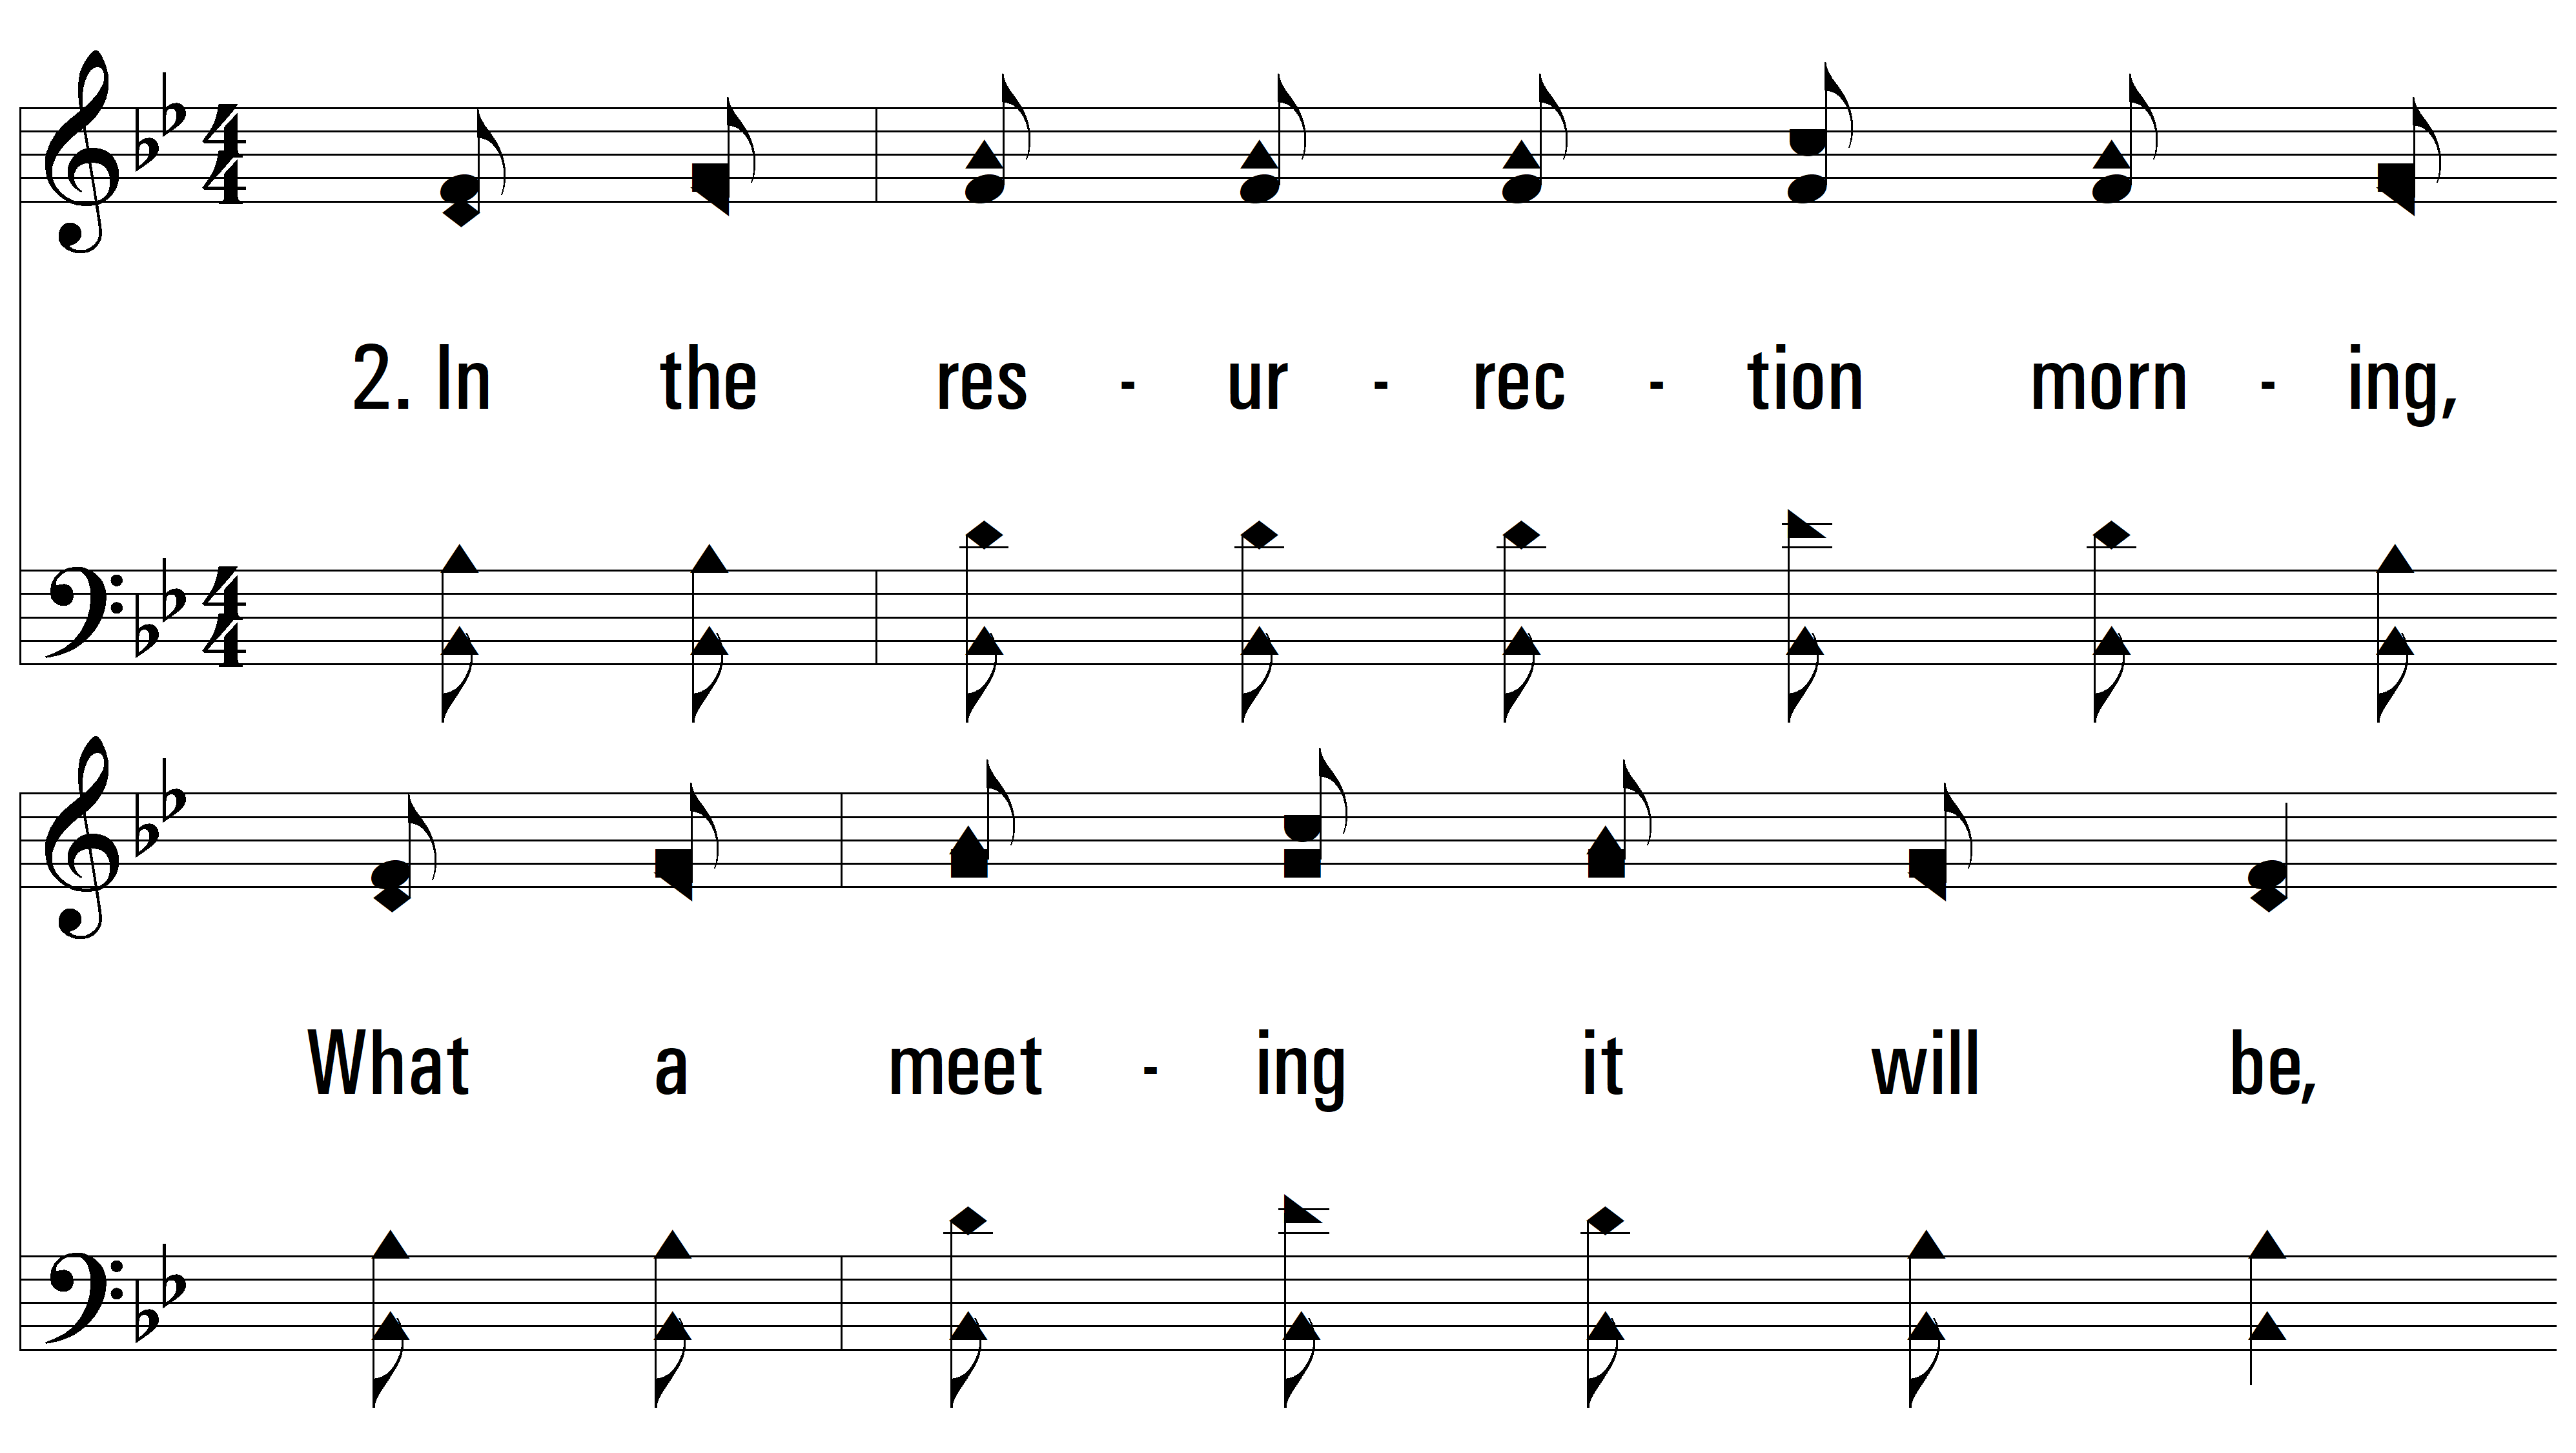 2. In the res - ur - rec - tion morn - ing,
What a meet - ing it will be,